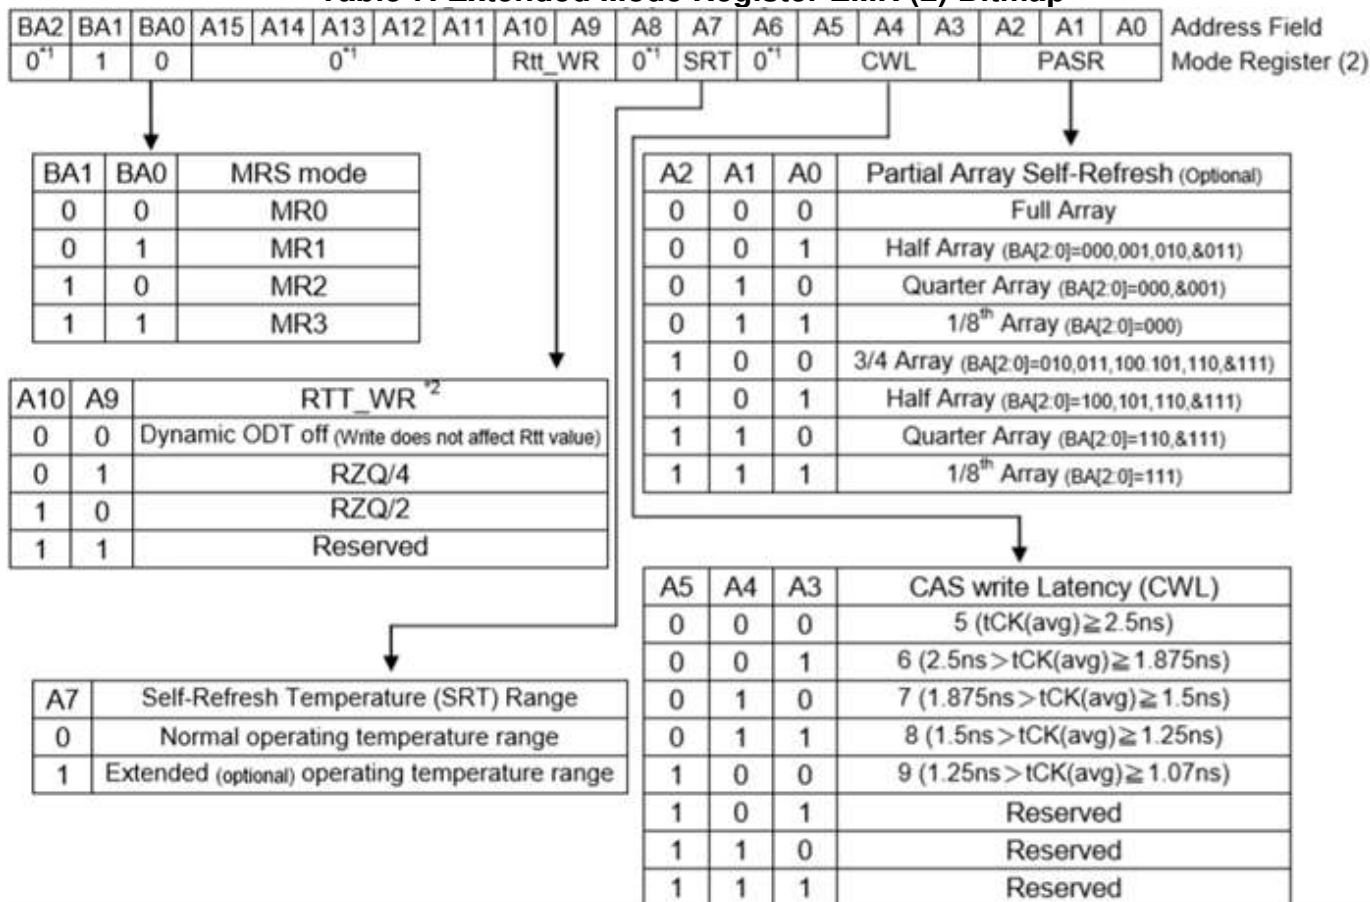 Table 7. Extended Mode Register EMR (2) Bitmap
BA2 BA1 BA0 A15 A14 A13 A12 A11 A10 A9 A8 A7 A6 A5 A4 A3 A2 A1 A0 Address Field
0*1 1 0 0*1 Rtt_WR 0*1 SRT 0*1 CWL PASR Mode Register (2)
BA1 BA0 MRS mode
0 0 MR0
0 1 MR1
1 0 MR2
1 1 MR3
A2 A1 A0 Partial Array Self-Refresh (Optional)
0 0 0 Full Array
0 0 1 Half Array (BA[2:0]=000,001,010,&011)
0 1 0 Quarter Array (BA[2:0]=000,&001)
0 1 1 1/8th Array (BA[2:0]=000)
1 0 0 3/4 Array (BA[2:0]=010,011,100.101,110,&111)
1 0 1 Half Array (BA[2:0]=100,101,110,&111)
1 1 0 Quarter Array (BA[2:0]=110,&111)
1 1 1 1/8th Array (BA[2:0]=111)
A10 A9 RTT_WR *2
0 0 Dynamic ODT off (Write does not affect Rtt value)
0 1 RZQ/4
1 0 RZQ/2
1 1 Reserved
A7 Self-Refresh Temperature (SRT) Range
0 Normal operating temperature range
1 Extended (optional) operating temperature range
A5 A4 A3 CAS write Latency (CWL)
0 0 0 5 (tCK(avg)≧2.5ns)
0 0 1 6 (2.5ns>tCK(avg)≧1.875ns)
0 1 0 7 (1.875ns>tCK(avg)≧1.5ns)
0 1 1 8 (1.5ns>tCK(avg)≧1.25ns)
1 0 0 9 (1.25ns>tCK(avg)≧1.07ns)
1 0 1 Reserved
1 1 0 Reserved
1 1 1 Reserved